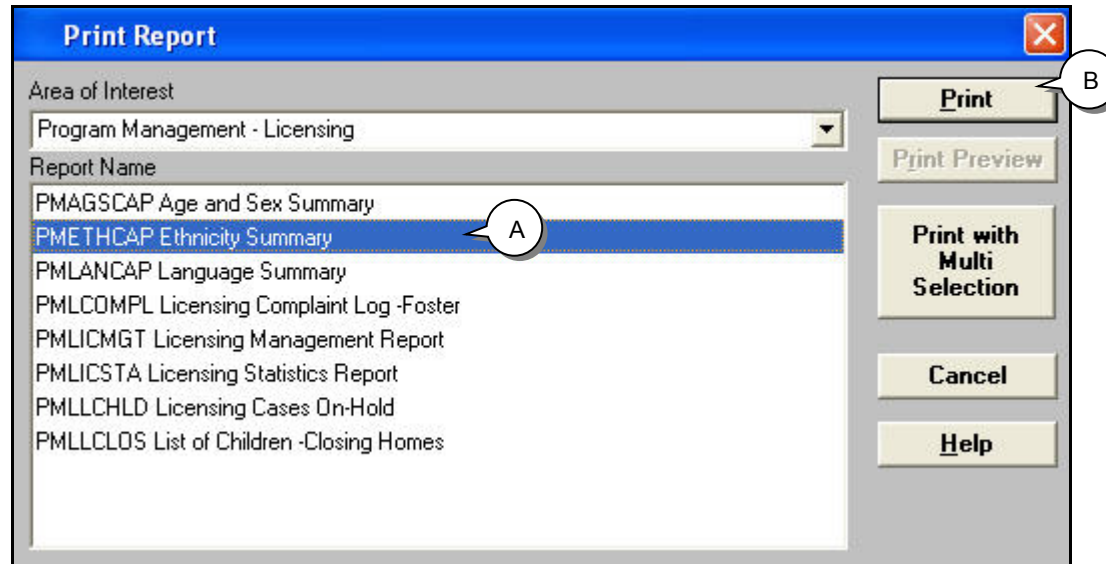 Print Report
Area of Interest
Program Management - Licensing
Report Name
PMAGSCAP Age and Sex Summary
PMETHCAP Ethnicity Summary
A
PMLANCAP Language Summary
PMLCOMPL Licensing Complaint Log -Foster
PMLICMGT Licensing Management Report
PMLICSTA Licensing Statistics Report
PMLLCHLD Licensing Cases On-Hold
PMLLCLOS List of Children -Closing Homes
Print
B
Print Preview
Print with
Multi
Selection
Cancel
Help